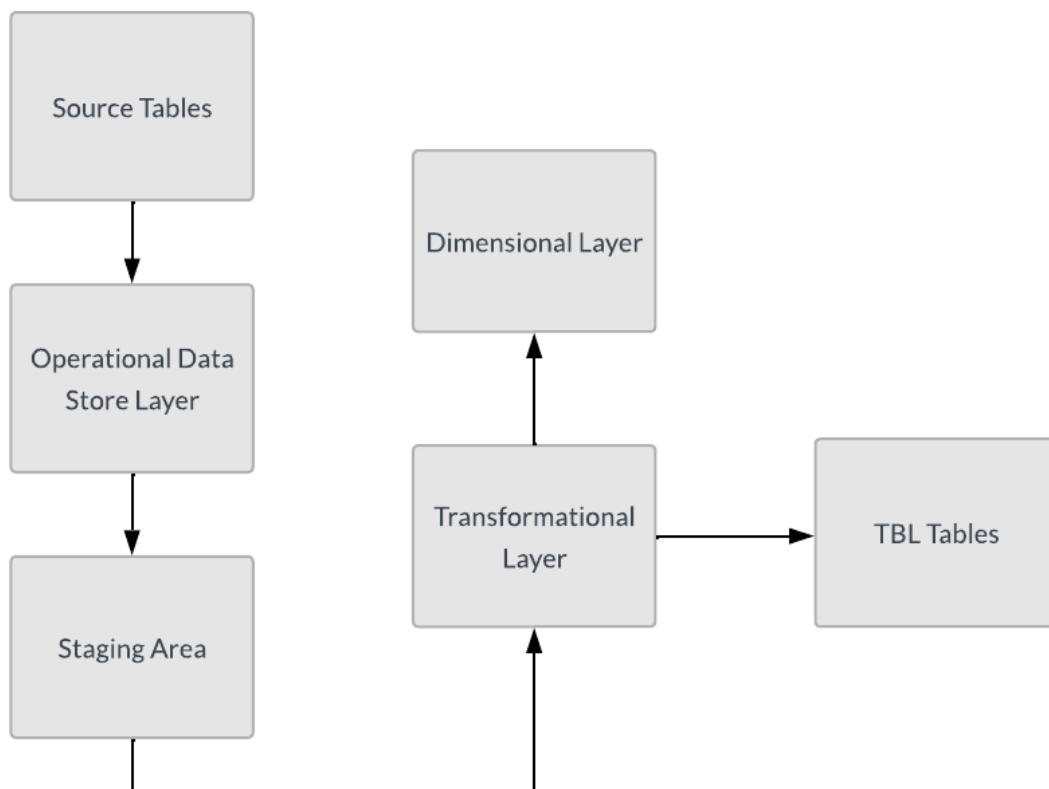 Source Tables
Operational Data
Store Layer
Staging Area
Dimensional Layer
Transformational
Layer
TBL Tables